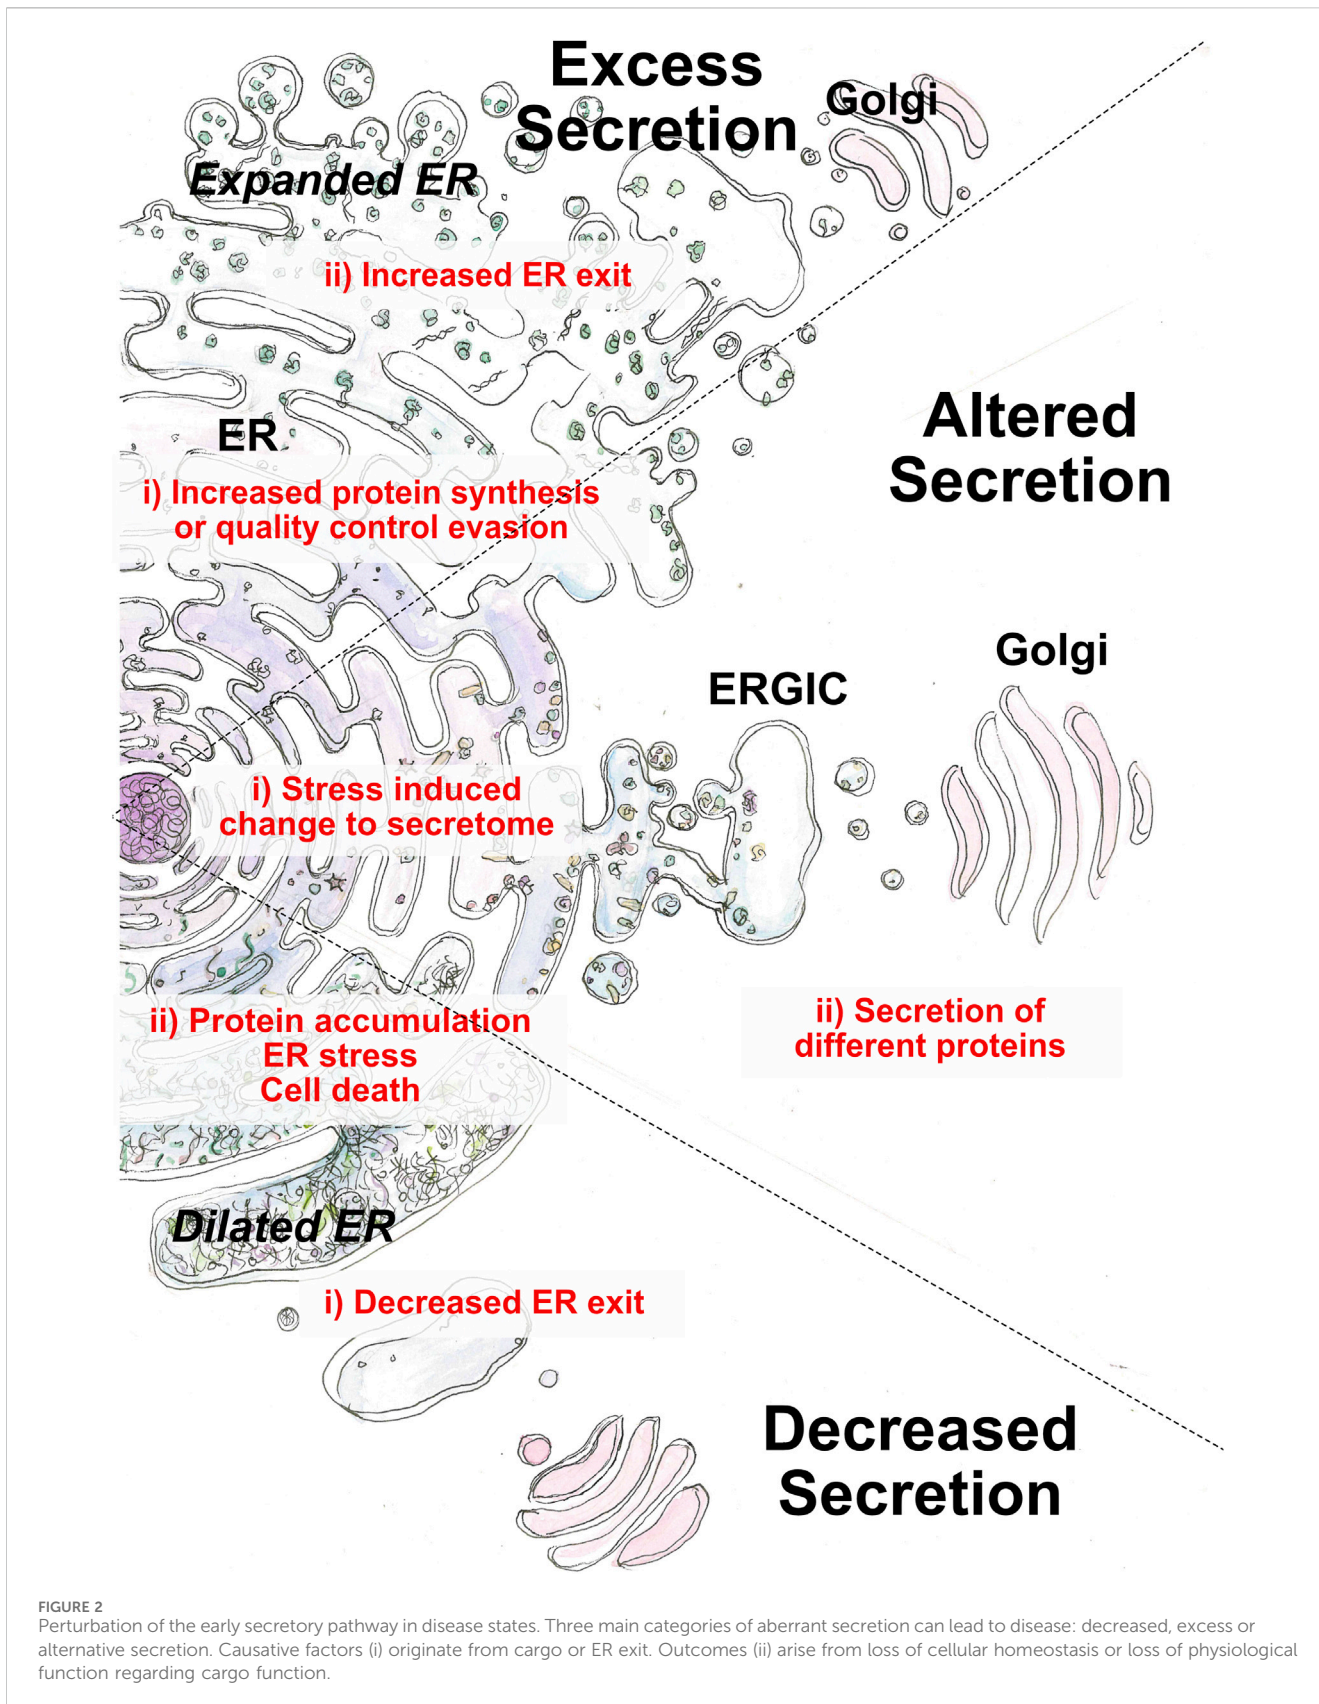 Excess
Secretion
Golgi
Expanded ER
ii) Increased ER exit
ER
i) Increased protein synthesis
or quality control evasion
Altered
Secretion
Golgi
ERGIC
i) Stress induced
change to secretome
ii) Protein accumulation
ER stress
Cell death
ii) Secretion of
different proteins
Dilated ER
i) Decreased ER exit
Decreased
Secretion
FIGURE 2
Perturbation of the early secretory pathway in disease states. Three main categories of aberrant secretion can lead to disease: decreased, excess or
alternative secretion. Causative factors (i) originate from cargo or ER exit. Outcomes (ii) arise from loss of cellular homeostasis or loss of physiological
function regarding cargo function.